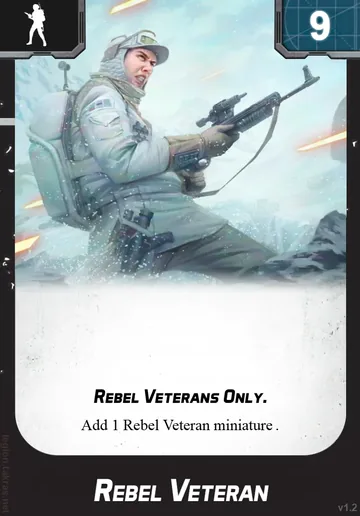 9
Rebel Veterans Only.
Add 1 Rebel Veteran miniature.
Rebel Veteran
v1.2